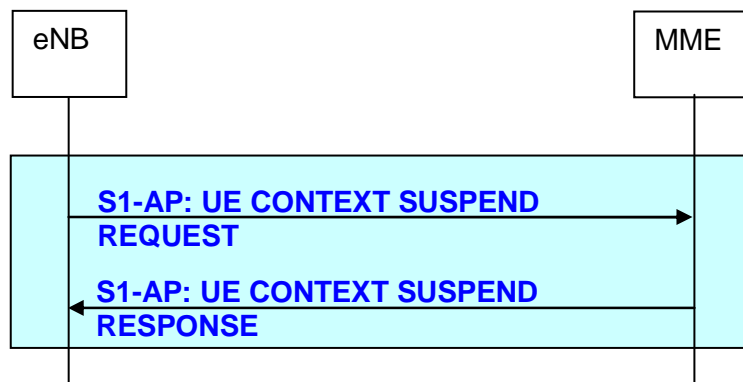 eNB
MME
S1-AP: UE CONTEXT SUSPEND
REQUEST
S1-AP: UE CONTEXT SUSPEND
RESPONSE